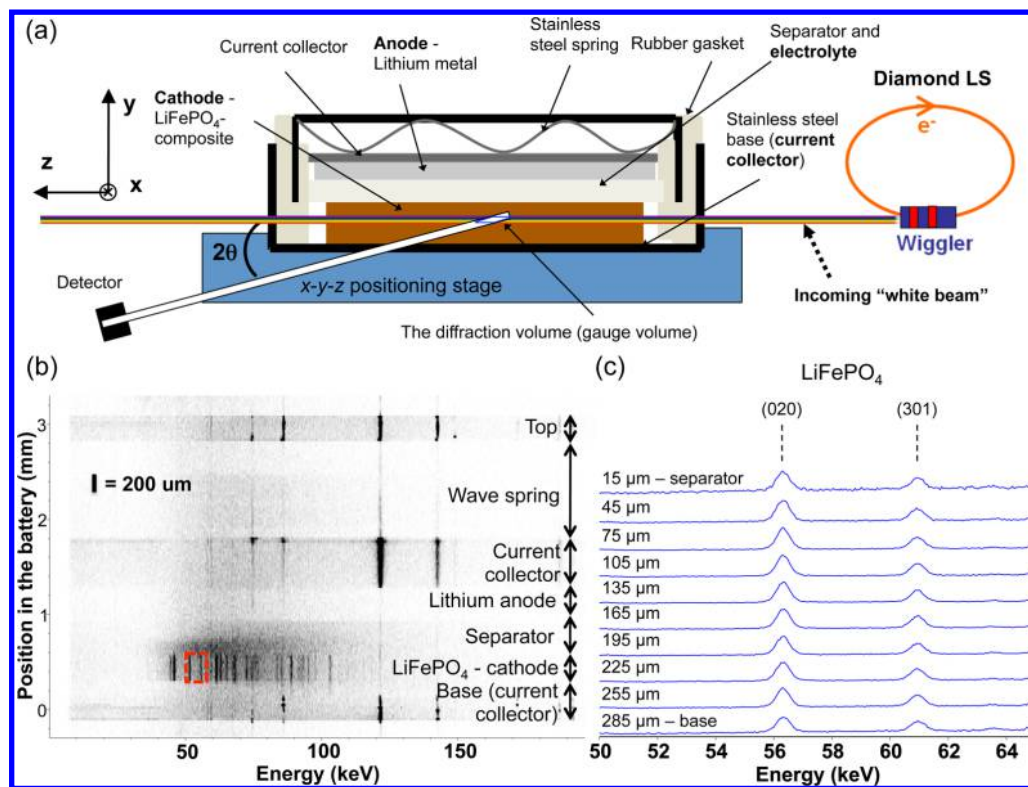 (a)
Current collector
Anode -
Lithium metal
Stainless
steel spring
Rubber gasket
Separator and
electrolyte
Diamond LS
e-
Cathode -
LiFePO4-
composite
Stainless steel
base (current
collector)
y
z
x
Wiggler
2θ
Detector
x-y-z positioning stage
Incoming “white beam”
The diffraction volume (gauge volume)
(b)
Position in the battery (mm)
3
2
1
0
I = 200 um
Top
Wave spring
Current
collector
Lithium anode
Separator
LiFePO4 - cathode
Base (current
collector)
50
100
150
Energy (keV)
(c)
LiFePO4
(020)
(301)
15 µm – separator
45 µm
75 µm
105 µm
135 µm
165 µm
195 µm
225 µm
255 µm
285 µm – base
50
52
54
56
58
60
62
64
Energy (keV)